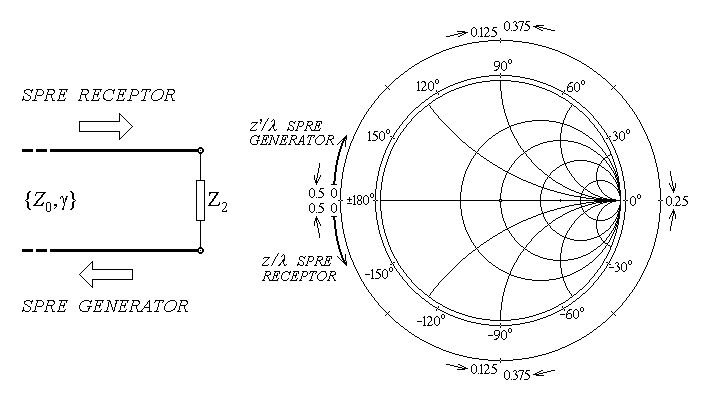 SPRE RECEPTOR
{Z0,γ}
Z2
SPRE GENERATOR
0.125 0.375
90°
120° 60°
z'/λ SPRE
GENERATOR
150° 30°
0.5 0
±180° 0° 0.25
0.5 0
z/λ SPRE
RECEPTOR
-150° -30°
-120° -60°
-90°
0.125 0.375